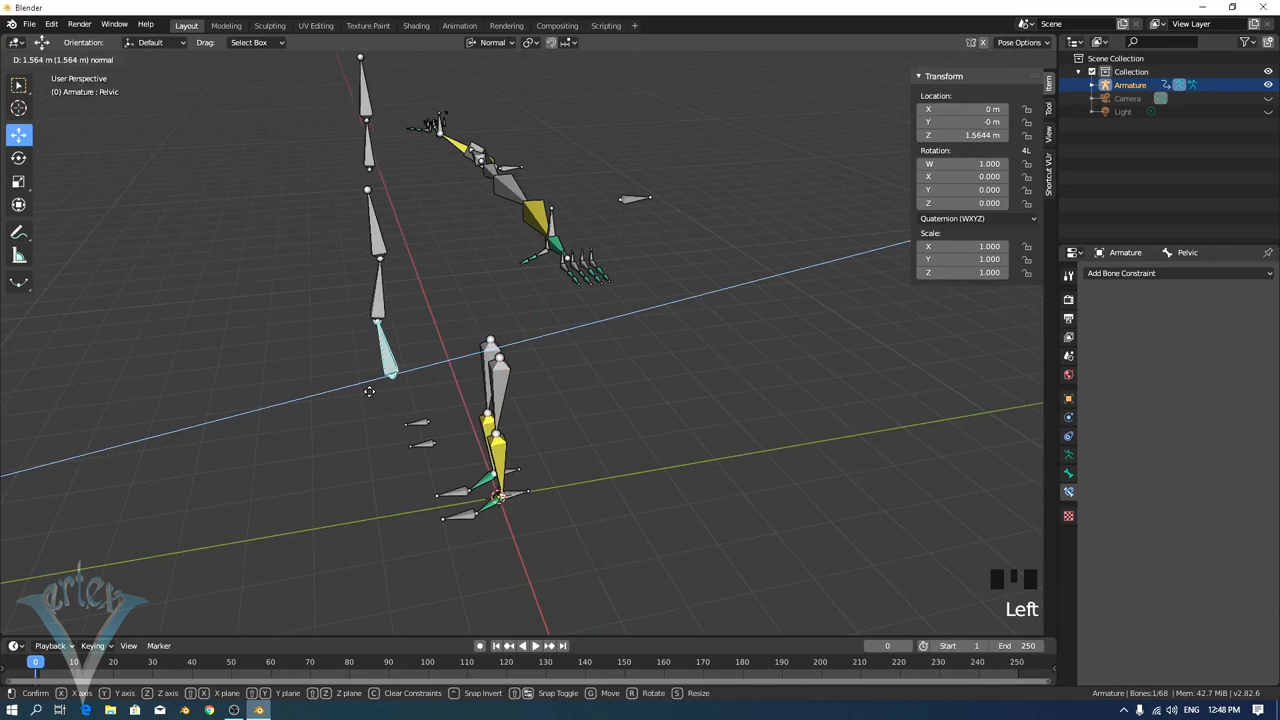 Blender
File Edit Render Window Help Layout Modeling Sculpting UV Editing Texture Paint Shading Animation Rendering Compositing Scripting + Scene View Layer
Orientation: Default Drag: Select Box Normal X Pose Options
D: 1.564 m (1.564 m) normal
User Perspective
(0) Armature : Pelvic
Transform
Location:
X 0 m
Y -0 m
Z 1.5644 m
Rotation: 4L
W 1.000
X 0.000
Y 0.000
Z 0.000
Quaternion (WXYZ)
Scale:
X 1.000
Y 1.000
Z 1.000
Item
Tool
View
Shortcut VUr
Scene Collection
Collection
Armature
Camera
Light
Armature > Pelvic
Add Bone Constraint
Left
arten
V
Playback Keying View Marker 0 Start 1 End 250
0 10 20 30 40 50 60 70 80 90 100 110 120 130 140 150 160 170 180 190 200 210 220 230 240 250
Confirm X X axis Y Y axis Z Z axis X X plane Y Y plane Z Z plane C Clear Constraints Snap Invert Snap Toggle G Move R Rotate S Resize Armature | Bones:1/68 | Mem: 42.7 MiB | v2.82.6
ENG 12:48 PM